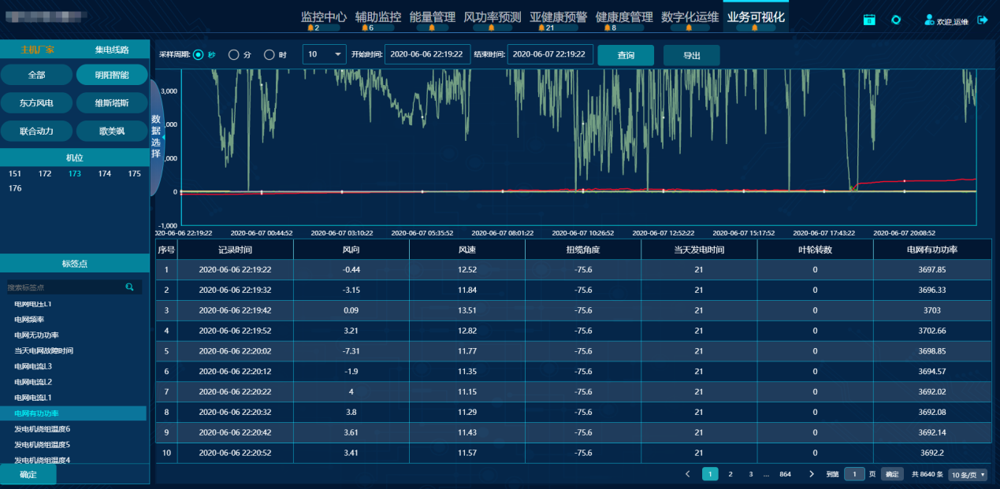 监控中心 辅助监控 能量管理 风功率预测 亚健康预警 健康度管理 数字化运维 业务可视化
2 6 21 8
欢迎,运维
主机厂家 集电线路
全部 明阳智能
东方风电 维斯塔斯
联合动力 歌美飒
机位
151 172 173 174 175
176
标签点
搜索标签点
电网电压L1
电网频率
电网无功功率
当天电网故障时间
电网电流L3
电网电流L2
电网电流L1
电网有功功率
发电机绕组温度6
发电机绕组温度5
发电机绕组温度4
确定
数据选择
采样周期: 秒 分 时 10 开始时间: 2020-06-06 22:19:22 结束时间: 2020-06-07 22:19:22 查询 导出
3,000
,000
,000
0
-1,000
020-06-06 22:19:22 2020-06-07 00:44:52 2020-06-07 03:10:22 2020-06-07 05:35:52 2020-06-07 08:01:22 2020-06-07 10:26:52 2020-06-07 12:52:22 2020-06-07 15:17:52 2020-06-07 17:43:22 2020-06-07 20:08:52
序号 记录时间 风向 风速 扭缆角度 当天发电时间 叶轮转数 电网有功功率
1 2020-06-06 22:19:22 -0.44 12.52 -75.6 21 0 3697.85
2 2020-06-06 22:19:32 -3.15 11.84 -75.6 21 0 3696.33
3 2020-06-06 22:19:42 0.09 13.51 -75.6 21 0 3703
4 2020-06-06 22:19:52 3.21 12.82 -75.6 21 0 3702.66
5 2020-06-06 22:20:02 -7.31 11.77 -75.6 21 0 3698.85
6 2020-06-06 22:20:12 -1.9 11.35 -75.6 21 0 3694.57
7 2020-06-06 22:20:22 4 11.15 -75.6 21 0 3692.02
8 2020-06-06 22:20:32 3.8 11.29 -75.6 21 0 3692.08
9 2020-06-06 22:20:42 3.61 11.43 -75.6 21 0 3692.14
10 2020-06-06 22:20:52 3.41 11.57 -75.6 21 0 3692.2
1 2 3 ... 864 到第 1 页 确定 共 8640 条 10 条/页